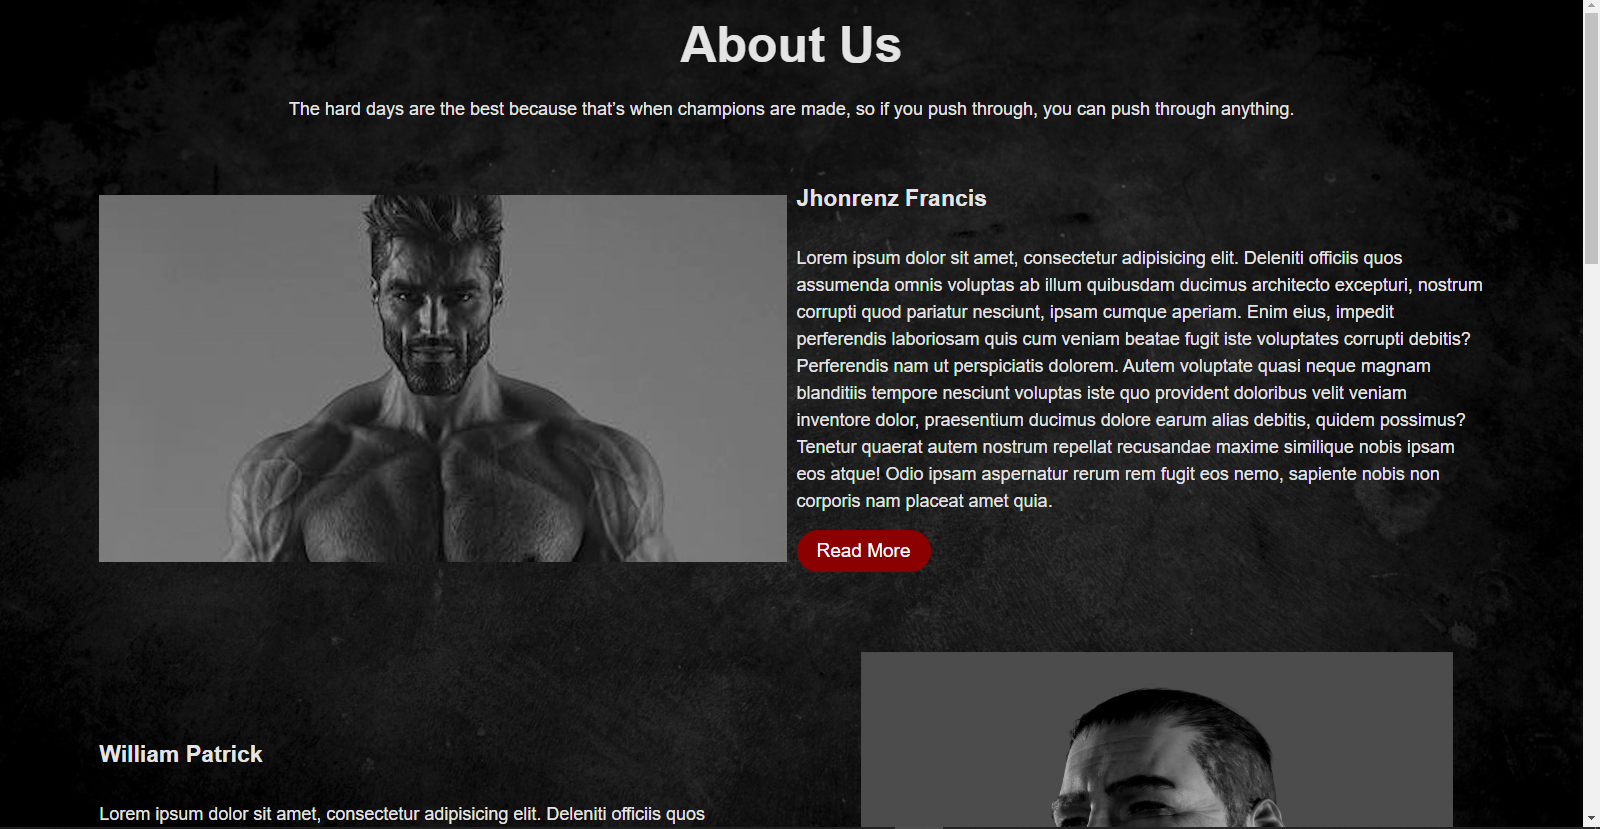 About Us
The hard days are the best because that's when champions are made, so if you push through, you can push through anything.
Jhonrenz Francis
Lorem ipsum dolor sit amet, consectetur adipisicing elit. Deleniti officiis quos
assumenda omnis voluptas ab illum quibusdam ducimus architecto excepturi, nostrum
corrupti quod pariatur nesciunt, ipsam cumque aperiam. Enim eius, impedit
perferendis laboriosam quis cum veniam beatae fugit iste voluptates corrupti debitis?
Perferendis nam ut perspiciatis dolorem. Autem voluptate quasi neque magnam
blanditiis tempore nesciunt voluptas iste quo provident doloribus velit veniam
inventore dolor, praesentium ducimus dolore earum alias debitis, quidem possimus?
Tenetur quaerat autem nostrum repellat recusandae maxime similique nobis ipsam
eos atque! Odio ipsam aspernatur rerum rem fugit eos nemo, sapiente nobis non
corporis nam placeat amet quia.
Read More
William Patrick
Lorem ipsum dolor sit amet, consectetur adipisicing elit. Deleniti officiis quos